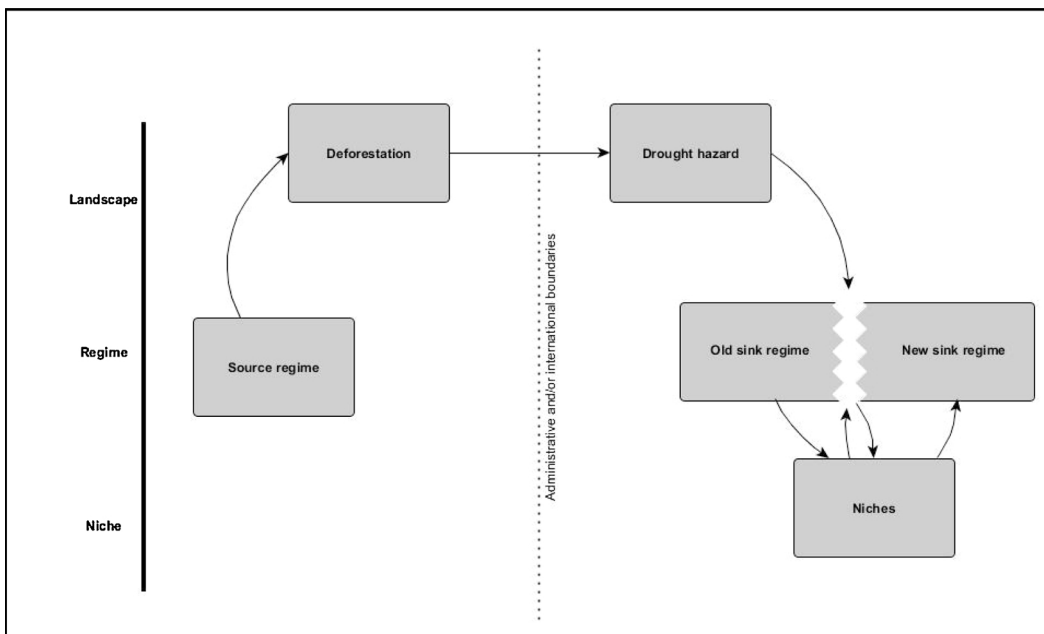 Deforestation
Drought hazard
Landscape
Administrative and/or international boundaries
Regime
Source regime
Old sink regime
New sink regime
Niche
Niches